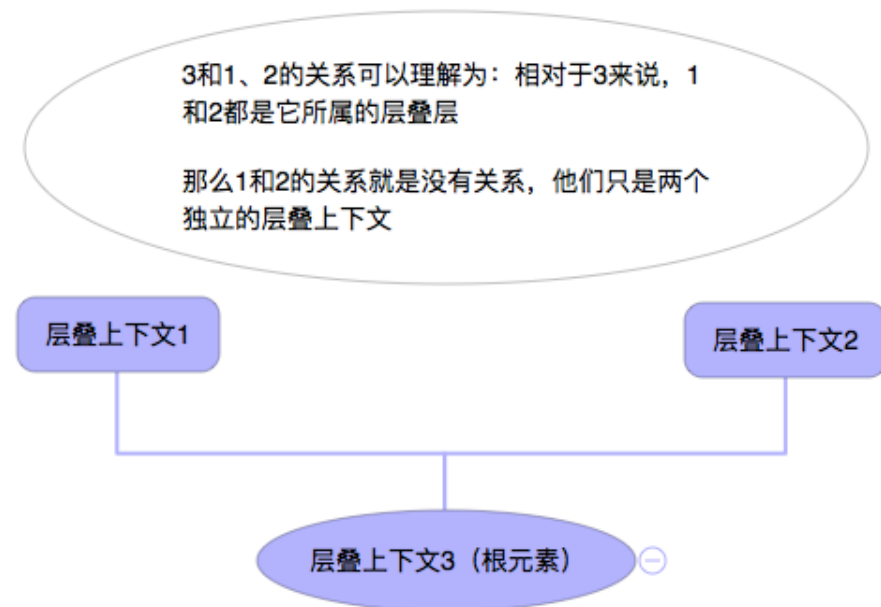 3和1、2的关系可以理解为：相对于3来说，1
和2都是它所属的层叠层
那么1和2的关系就是没有关系，他们只是两个
独立的层叠上下文
层叠上下文1
层叠上下文2
层叠上下文3（根元素）